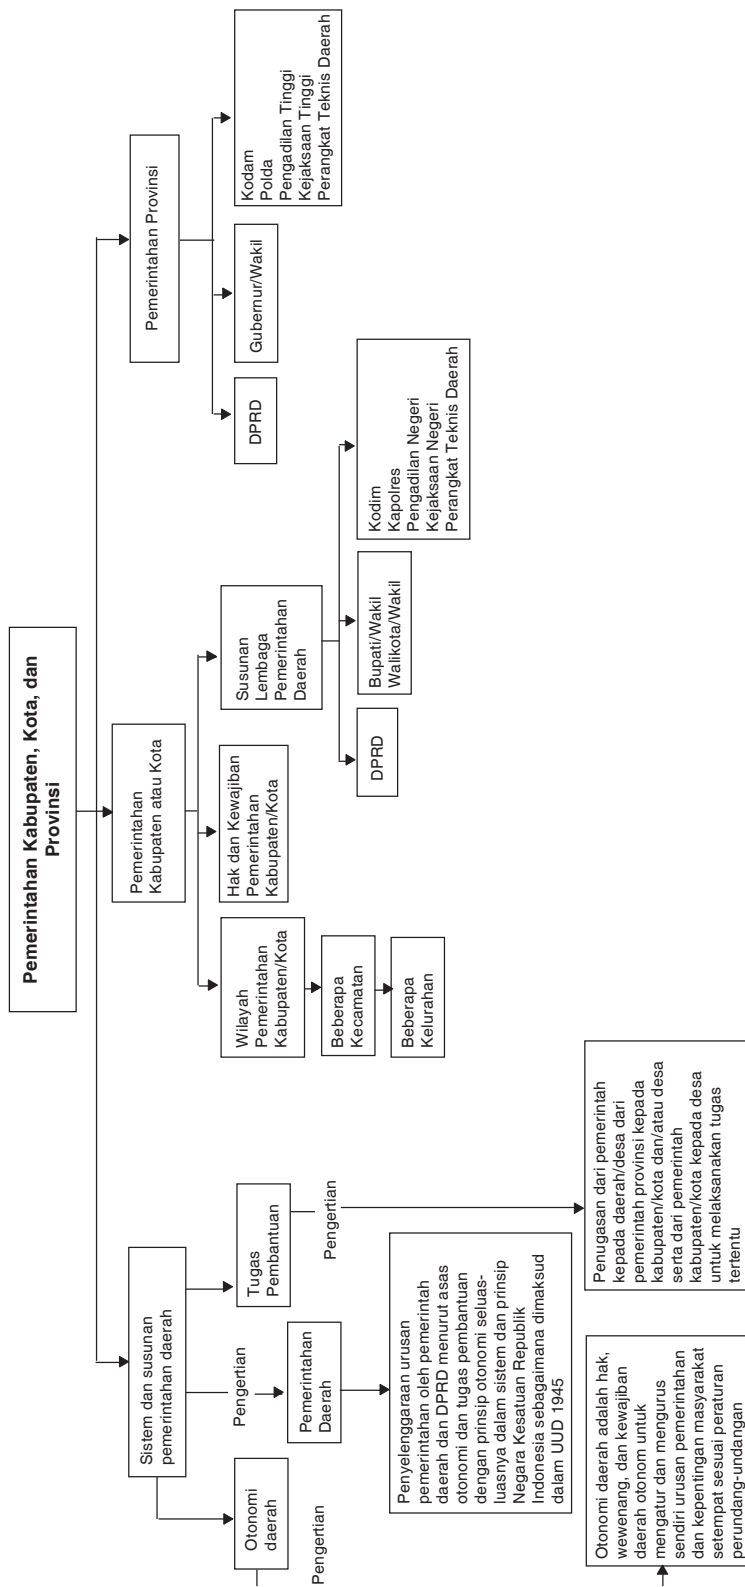 Pemerintahan Kabupaten, Kota, dan
Provinsi
Sistem dan susunan
pemerintahan daerah
Pemerintahan
Kabupaten atau Kota
Pemerintahan Provinsi
Otonomi
daerah
Pengertian
Pengertian
Pemerintahan
Daerah
Tugas
Pembantuan
Pengertian
Wilayah
Pemerintahan
Kabupaten/Kota
Hak dan Kewajiban
Pemerintahan
Kabupaten/Kota
Susunan
Lembaga
Pemerintahan
Daerah
DPRD
Gubernur/Wakil
Kodam
Polda
Pengadilan Tinggi
Kejaksaan Tinggi
Perangkat Teknis Daerah
Beberapa
Kecamatan
Beberapa
Kelurahan
DPRD
Bupati/Wakil
Walikota/Wakil
Kodim
Kapolres
Pengadilan Negeri
Kejaksaan Negeri
Perangkat Teknis Daerah
Penyelenggaraan urusan
pemerintahan oleh pemerintah
daerah dan DPRD menurut asas
otonomi dan tugas pembantuan
dengan prinsip otonomi seluas-
luasnya dalam sistem dan prinsip
Negara Kesatuan Republik
Indonesia sebagaimana dimaksud
dalam UUD 1945
Otonomi daerah adalah hak,
wewenang, dan kewajiban
daerah otonom untuk
mengatur dan mengurus
sendiri urusan pemerintahan
dan kepentingan masyarakat
setempat sesuai peraturan
perundang-undangan
Penugasan dari pemerintah
kepada daerah/desa dari
pemerintah provinsi kepada
kabupaten/kota dan/atau desa
serta dari pemerintah
kabupaten/kota kepada desa
untuk melaksanakan tugas
tertentu